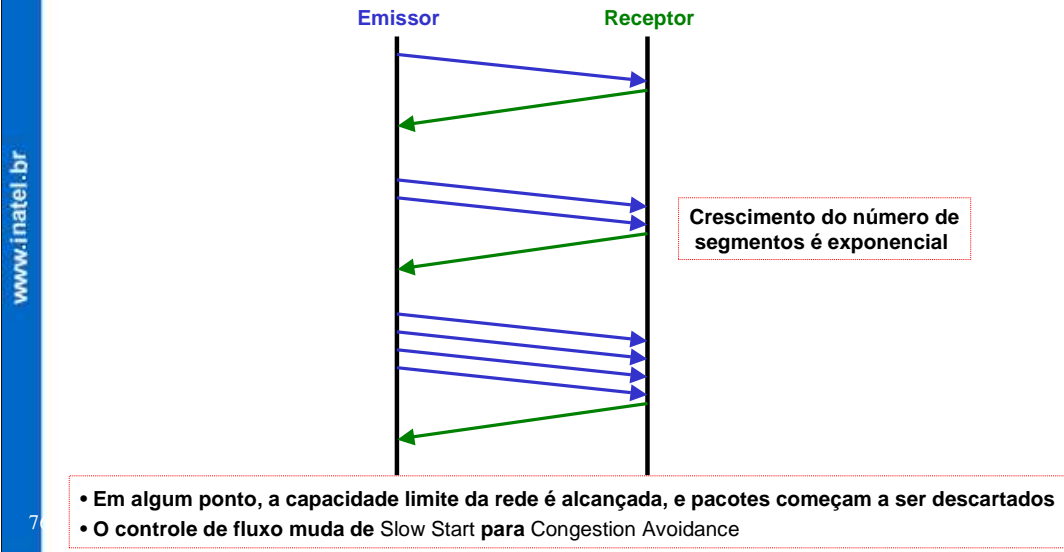 Emissor
Receptor
www.inatel.br
Crescimento do número de
segmentos é exponencial
• Em algum ponto, a capacidade limite da rede é alcançada, e pacotes começam a ser descartados
• O controle de fluxo muda de Slow Start para Congestion Avoidance